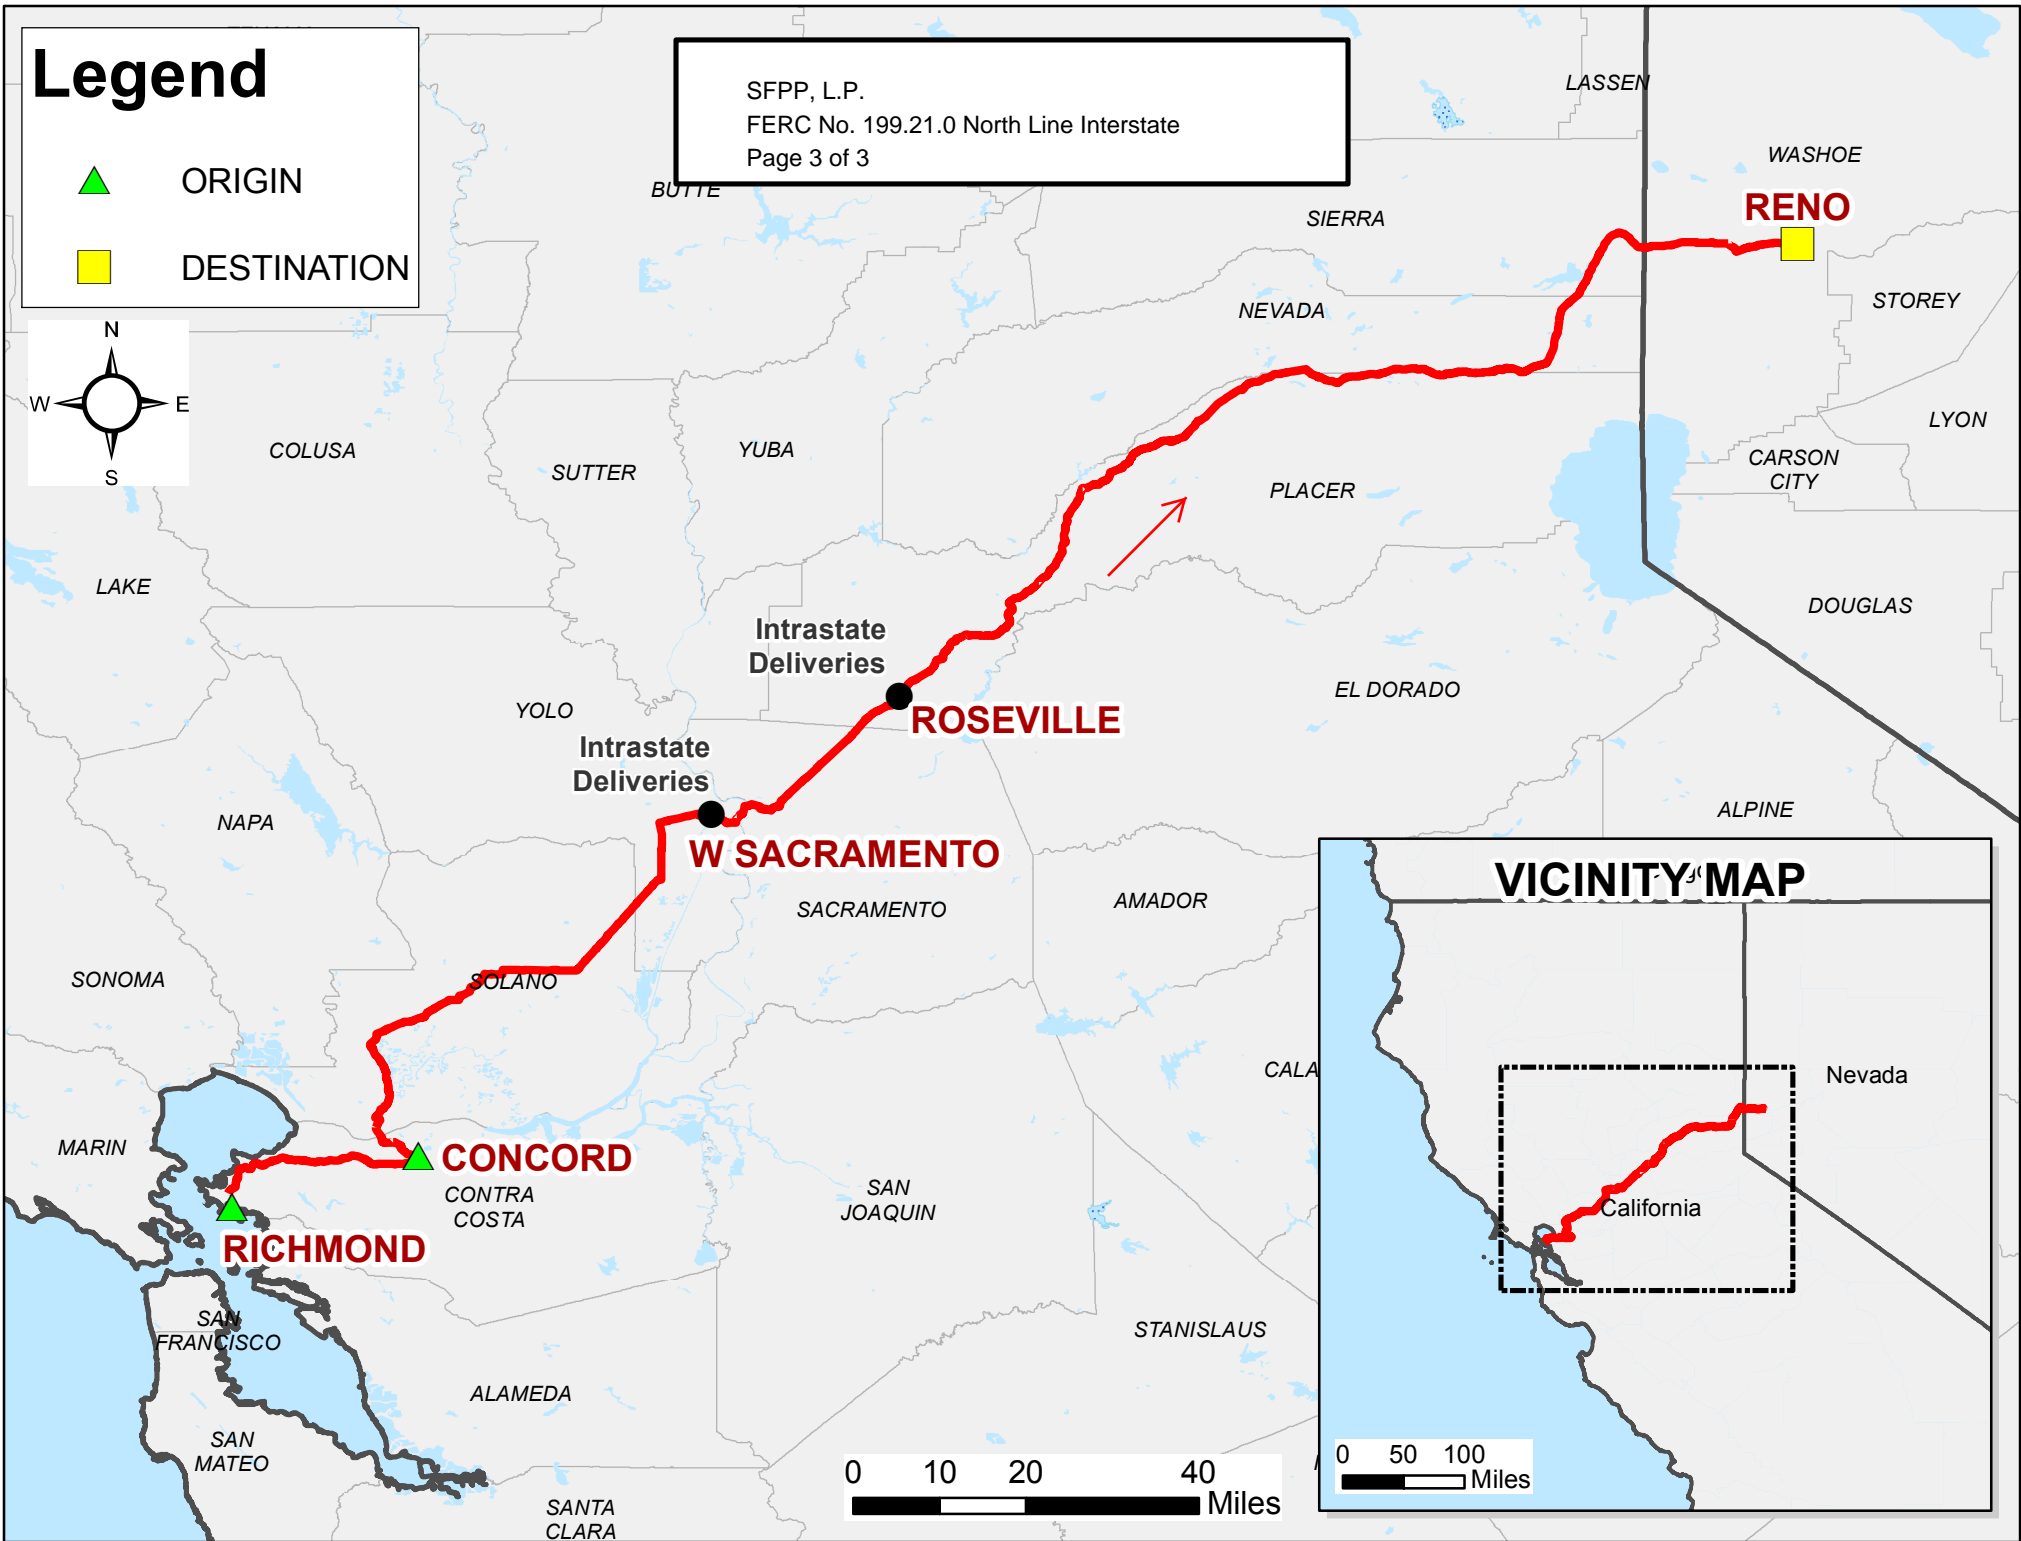 Legend
ORIGIN
DESTINATION
SFPP, L.P.
FERC No. 199.21.0 North Line Interstate
Page 3 of 3
N
W
E
S
LASSEN
WASHOE
RENO
BUTTE
SIERRA
NEVADA
STOREY
LYON
COLUSA
SUTTER
YUBA
CARSON
CITY
PLACER
LAKE
DOUGLAS
Intrastate
Deliveries
ROSEVILLE
EL DORADO
YOLO
Intrastate
Deliveries
W SACRAMENTO
ALPINE
NAPA
SACRAMENTO
AMADOR
SONOMA
SOLANO
CALA
MARIN
CONCORD
CONTRA
COSTA
SAN
JOAQUIN
RICHMOND
SAN
FRANCISCO
STANISLAUS
ALAMEDA
SAN
MATEO
SANTA
CLARA
0 10 20 40
Miles
VICINITY MAP
Nevada
California
0 50 100
Miles